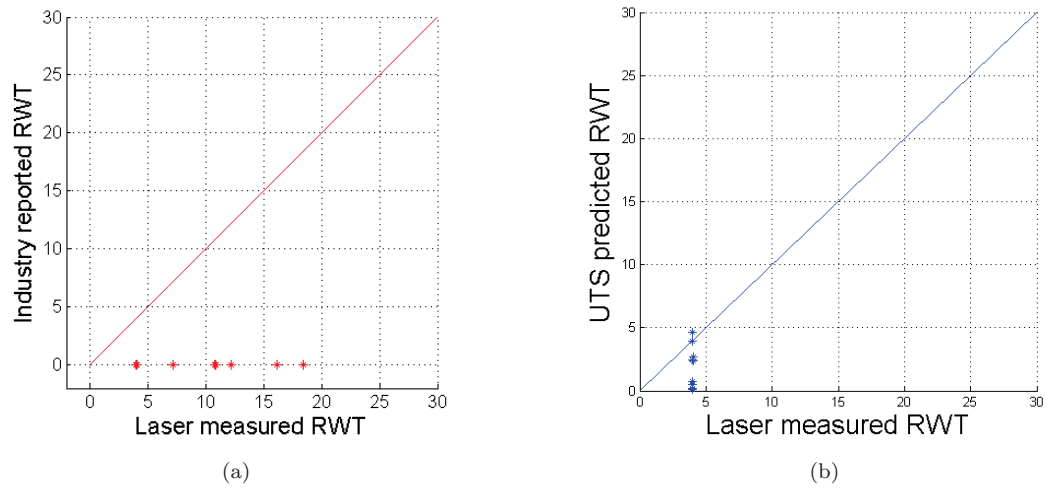 30
25
20
15
10
5
0
Industry reported RWT
0 5 10 15 20 25 30
Laser measured RWT
(a)
30
25
20
15
10
5
0
UTS predicted RWT
0 5 10 15 20 25 30
Laser measured RWT
(b)